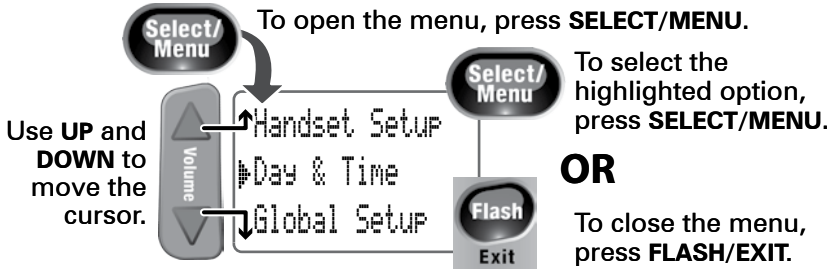 Select/
Menu
To open the menu, press SELECT/MENU.
Select/
Menu
To select the
highlighted option,
press SELECT/MENU.
Use UP and
DOWN to
move the
cursor.
Volume
Handset Setup
Day & Time
Global Setup
OR
Flash
Exit
To close the menu,
press FLASH/EXIT.